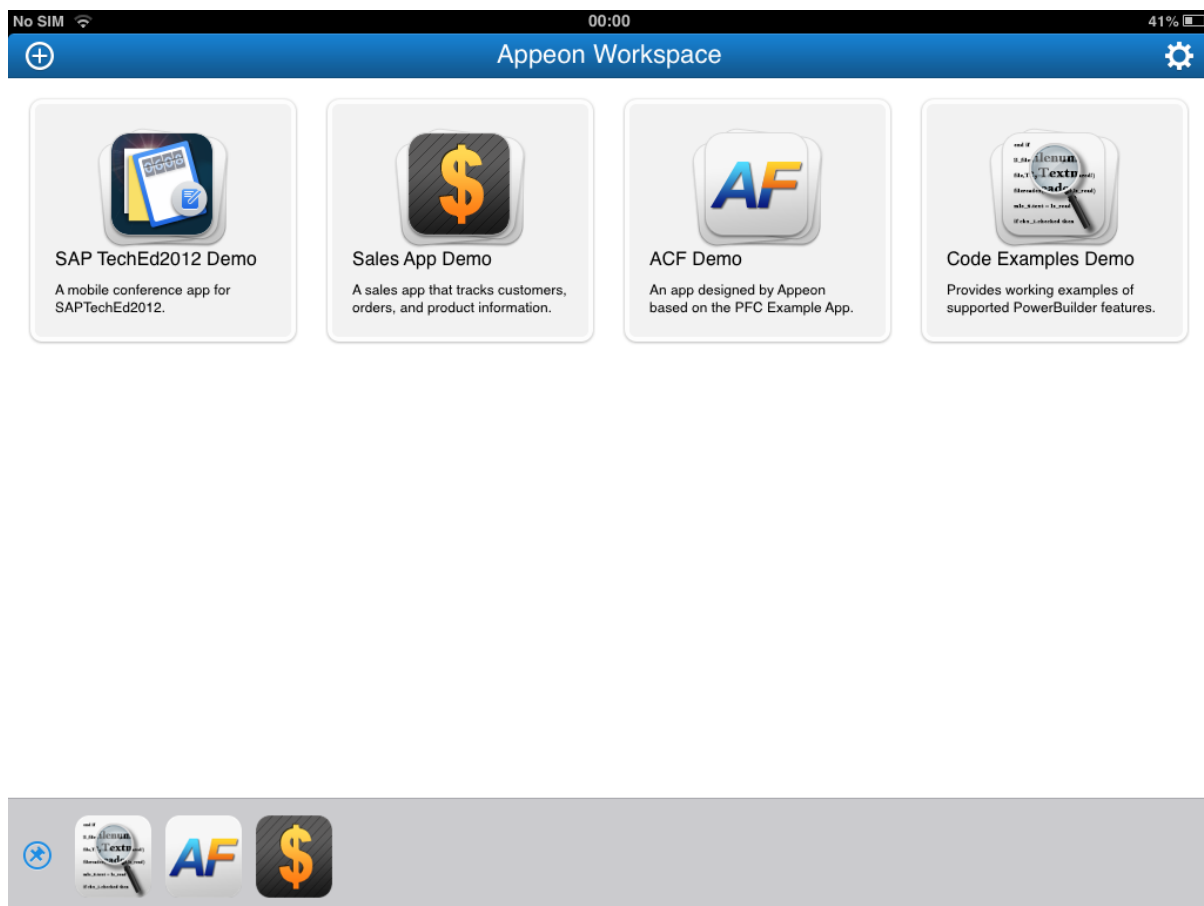 No SIM 00:00 41%
Appeon Workspace
SAP TechEd2012 Demo
A mobile conference app for
SAPTechEd2012.
Sales App Demo
A sales app that tracks customers,
orders, and product information.
AF
ACF Demo
An app designed by Appeon
based on the PFC Example App.
and if
Code Examples Demo
Provides working examples of
supported PowerBuilder features.
AF